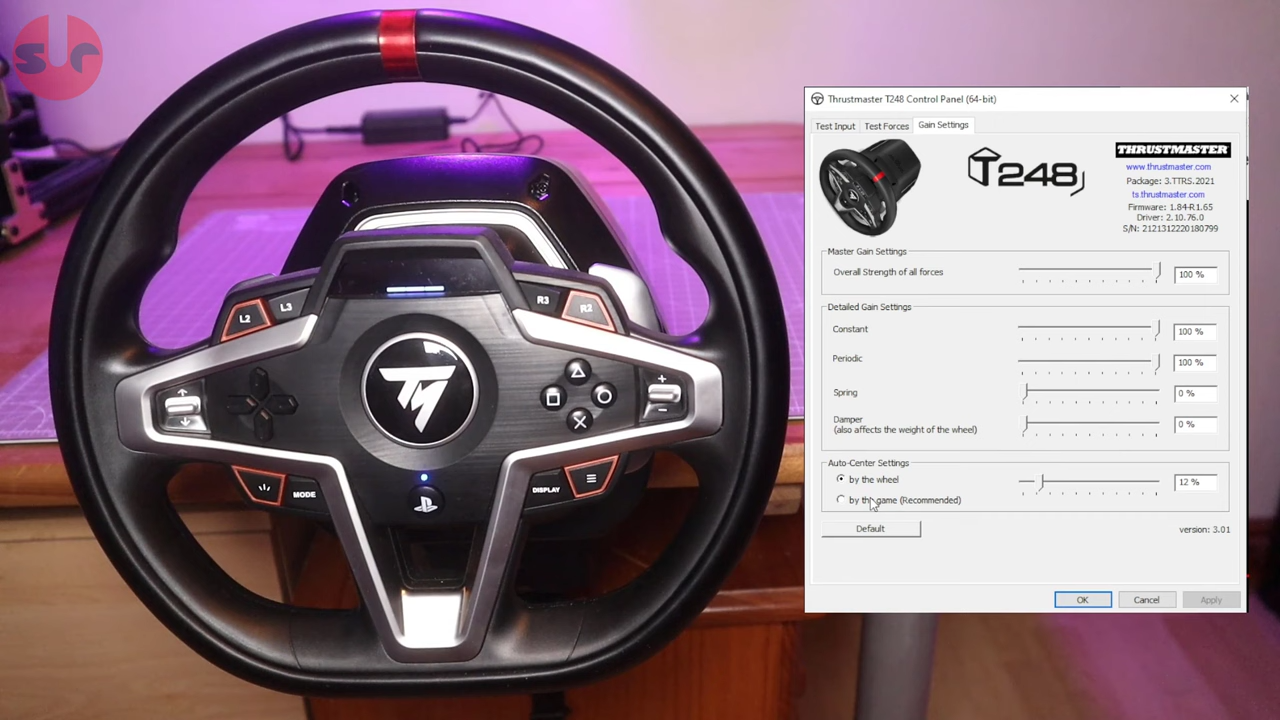 sur
L2
L3
R3
R2
MODE
DISPLAY
Thrustmaster T248 Control Panel (64-bit)
Test Input
Test Forces
Gain Settings
T248
THRUSTMASTER
www.thrustmaster.com
Package: 3.TTRS.2021
ts.thrustmaster.com
Firmware: 1.84-R1.65
Driver: 2.10.76.0
S/N: 2121312220180799
Master Gain Settings
Overall Strength of all forces
100 %
Detailed Gain Settings
Constant
100 %
Periodic
100 %
Spring
0 %
Damper
(also affects the weight of the wheel)
0 %
Auto-Center Settings
by the wheel
12 %
by the game (Recommended)
Default
version: 3.01
OK
Cancel
Apply